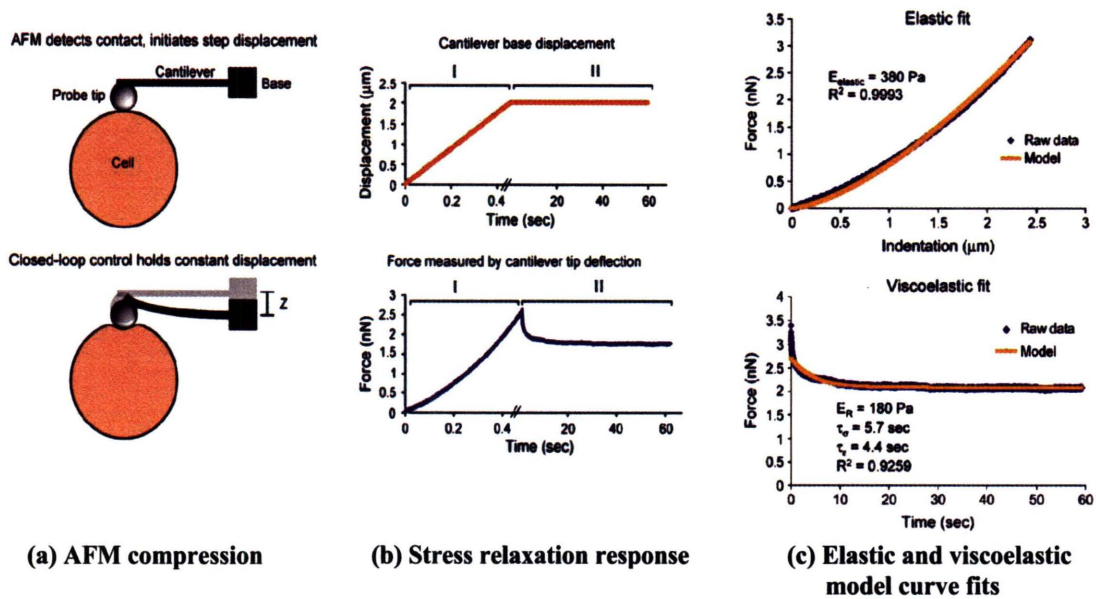 AFM detects contact, initiates step displacement
Cantilever
Base
Probe tip
Cell
Closed-loop control holds constant displacement
Z
(a) AFM compression
Cantilever base displacement
I II
Displacement (μm)
2.5
2
1.5
1
0.5
0
0 0.2 0.4 20 40 60
Time (sec)
Force measured by cantilever tip deflection
I II
Force (nN)
3
2.5
2
1.5
1
0.5
0
0 0.2 0.4 20 40 60
Time (sec)
(b) Stress relaxation response
Elastic fit
Force (nN)
3.5
3
2.5
2
1.5
1
0.5
0
E_elastic = 380 Pa
R² = 0.9993
Raw data
Model
0 0.5 1 1.5 2 2.5 3
Indentation (μm)
Viscoelastic fit
Force (nN)
4
3.5
3
2.5
2
1.5
1
0.5
0
Raw data
Model
E_R = 180 Pa
τ_σ = 5.7 sec
τ_ε = 4.4 sec
R² = 0.9259
0 10 20 30 40 50 60
Time (sec)
(c) Elastic and viscoelastic
model curve fits